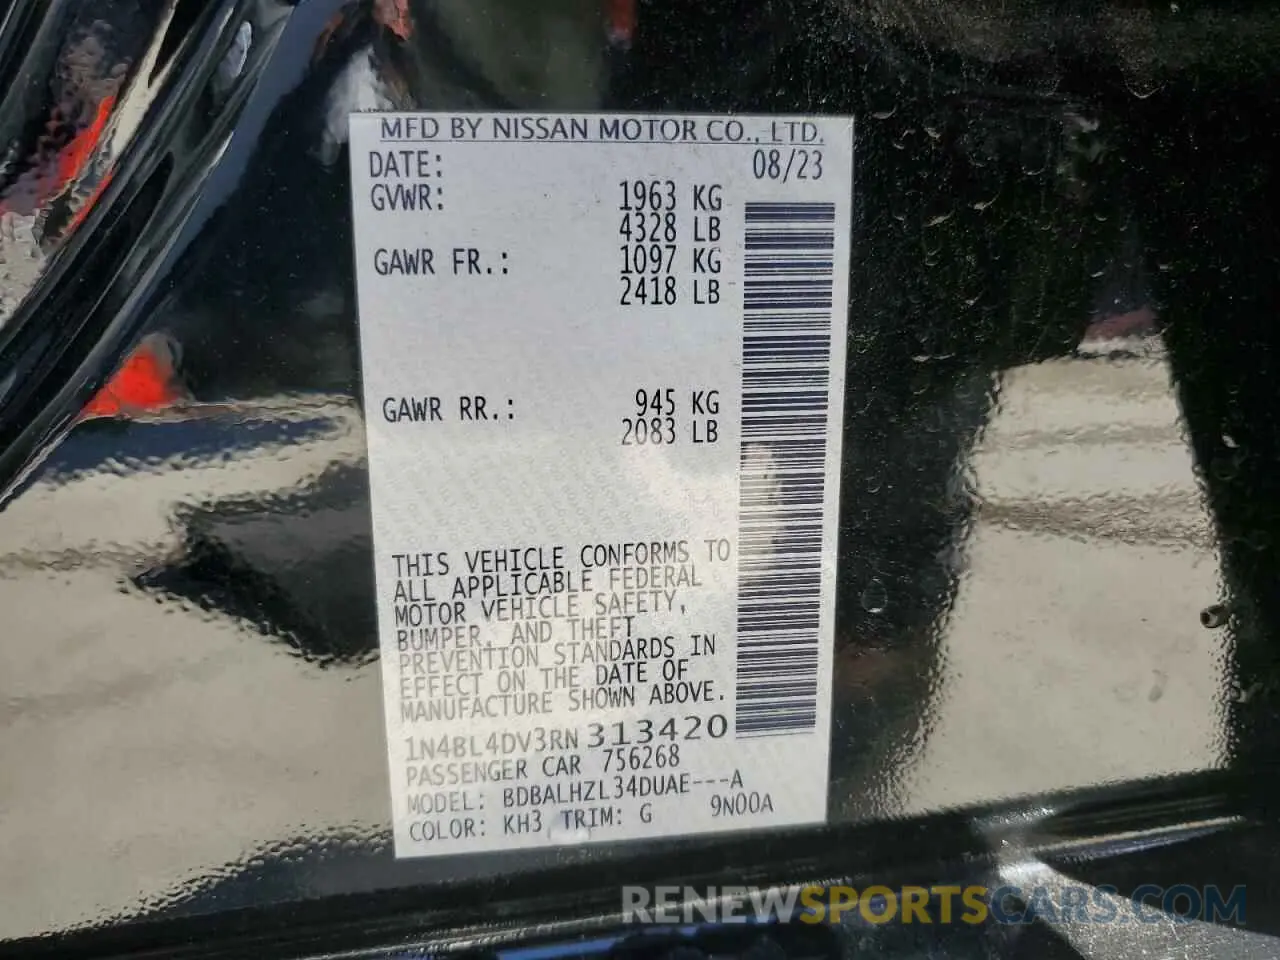 MFD BY NISSAN MOTOR CO., LTD.
DATE: 08/23
GVWR: 1963 KG
4328 LB
GAWR FR.: 1097 KG
2418 LB
GAWR RR.: 945 KG
2083 LB
THIS VEHICLE CONFORMS TO
ALL APPLICABLE FEDERAL
MOTOR VEHICLE SAFETY,
BUMPER, AND THEFT
PREVENTION STANDARDS IN
EFFECT ON THE DATE OF
MANUFACTURE SHOWN ABOVE.
1N4BL4DV3RN313420
PASSENGER CAR 756268
MODEL: BDBALHZL34DUAE---A
COLOR: KH3 TRIM: G 9N00A
RENEWSPORTSCARS.COM